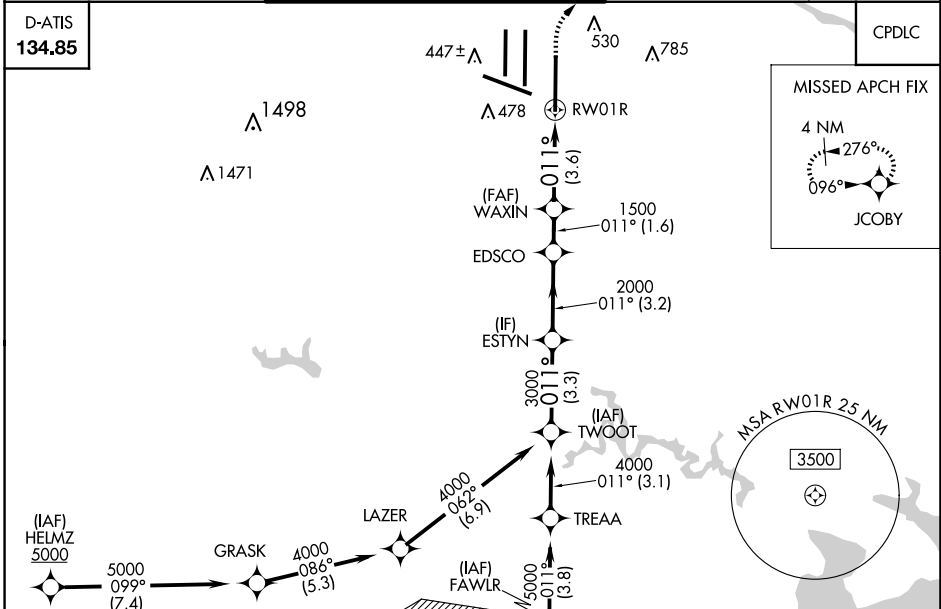 D-ATIS
134.85
CPDLC
447±
530
785
MISSED APCH FIX
4 NM
276°
096°
JCOBY
1498
478
RW01R
1471
011°
(3.6)
(FAF)
WAXIN
1500
011° (1.6)
EDSCO
2000
011° (3.2)
(IF)
ESTYN
3000
011°
(3.3)
(IAF)
TWOOT
MSA RW01R 25 NM
3500
4000
011° (3.1)
4000
062°
(6.9)
LAZER
TREAA
(IAF)
HELMZ
5000
GRASK
4000
086°
(5.3)
5000
099°
(7.4)
(IAF)
FAWLR
5000
011°
(3.8)